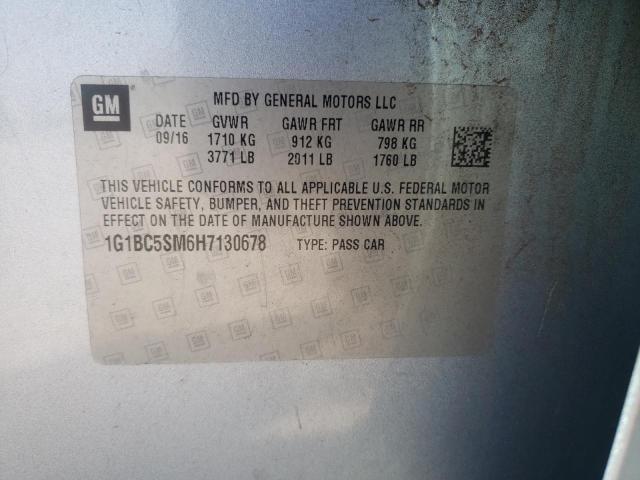 GM
MFD BY GENERAL MOTORS LLC
DATE GVWR GAWR FRT GAWR RR
09/16 1710 KG 912 KG 798 KG
3771 LB 2011 LB 1760 LB
THIS VEHICLE CONFORMS TO ALL APPLICABLE U.S. FEDERAL MOTOR
VEHICLE SAFETY, BUMPER, AND THEFT PREVENTION STANDARDS IN
EFFECT ON THE DATE OF MANUFACTURE SHOWN ABOVE.
1G1BC5SM6H7130678 TYPE: PASS CAR